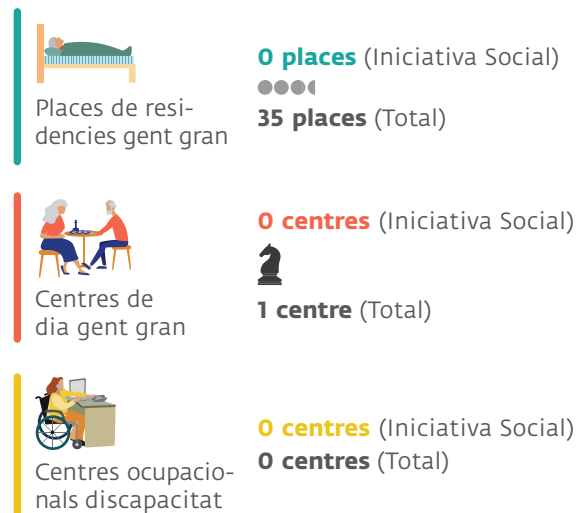 Places de resi-
dencies gent gran
0 places (Iniciativa Social)
35 places (Total)
Centres de
dia gent gran
0 centres (Iniciativa Social)
1 centre (Total)
Centres ocupacio-
nals discapacitat
0 centres (Iniciativa Social)
0 centres (Total)